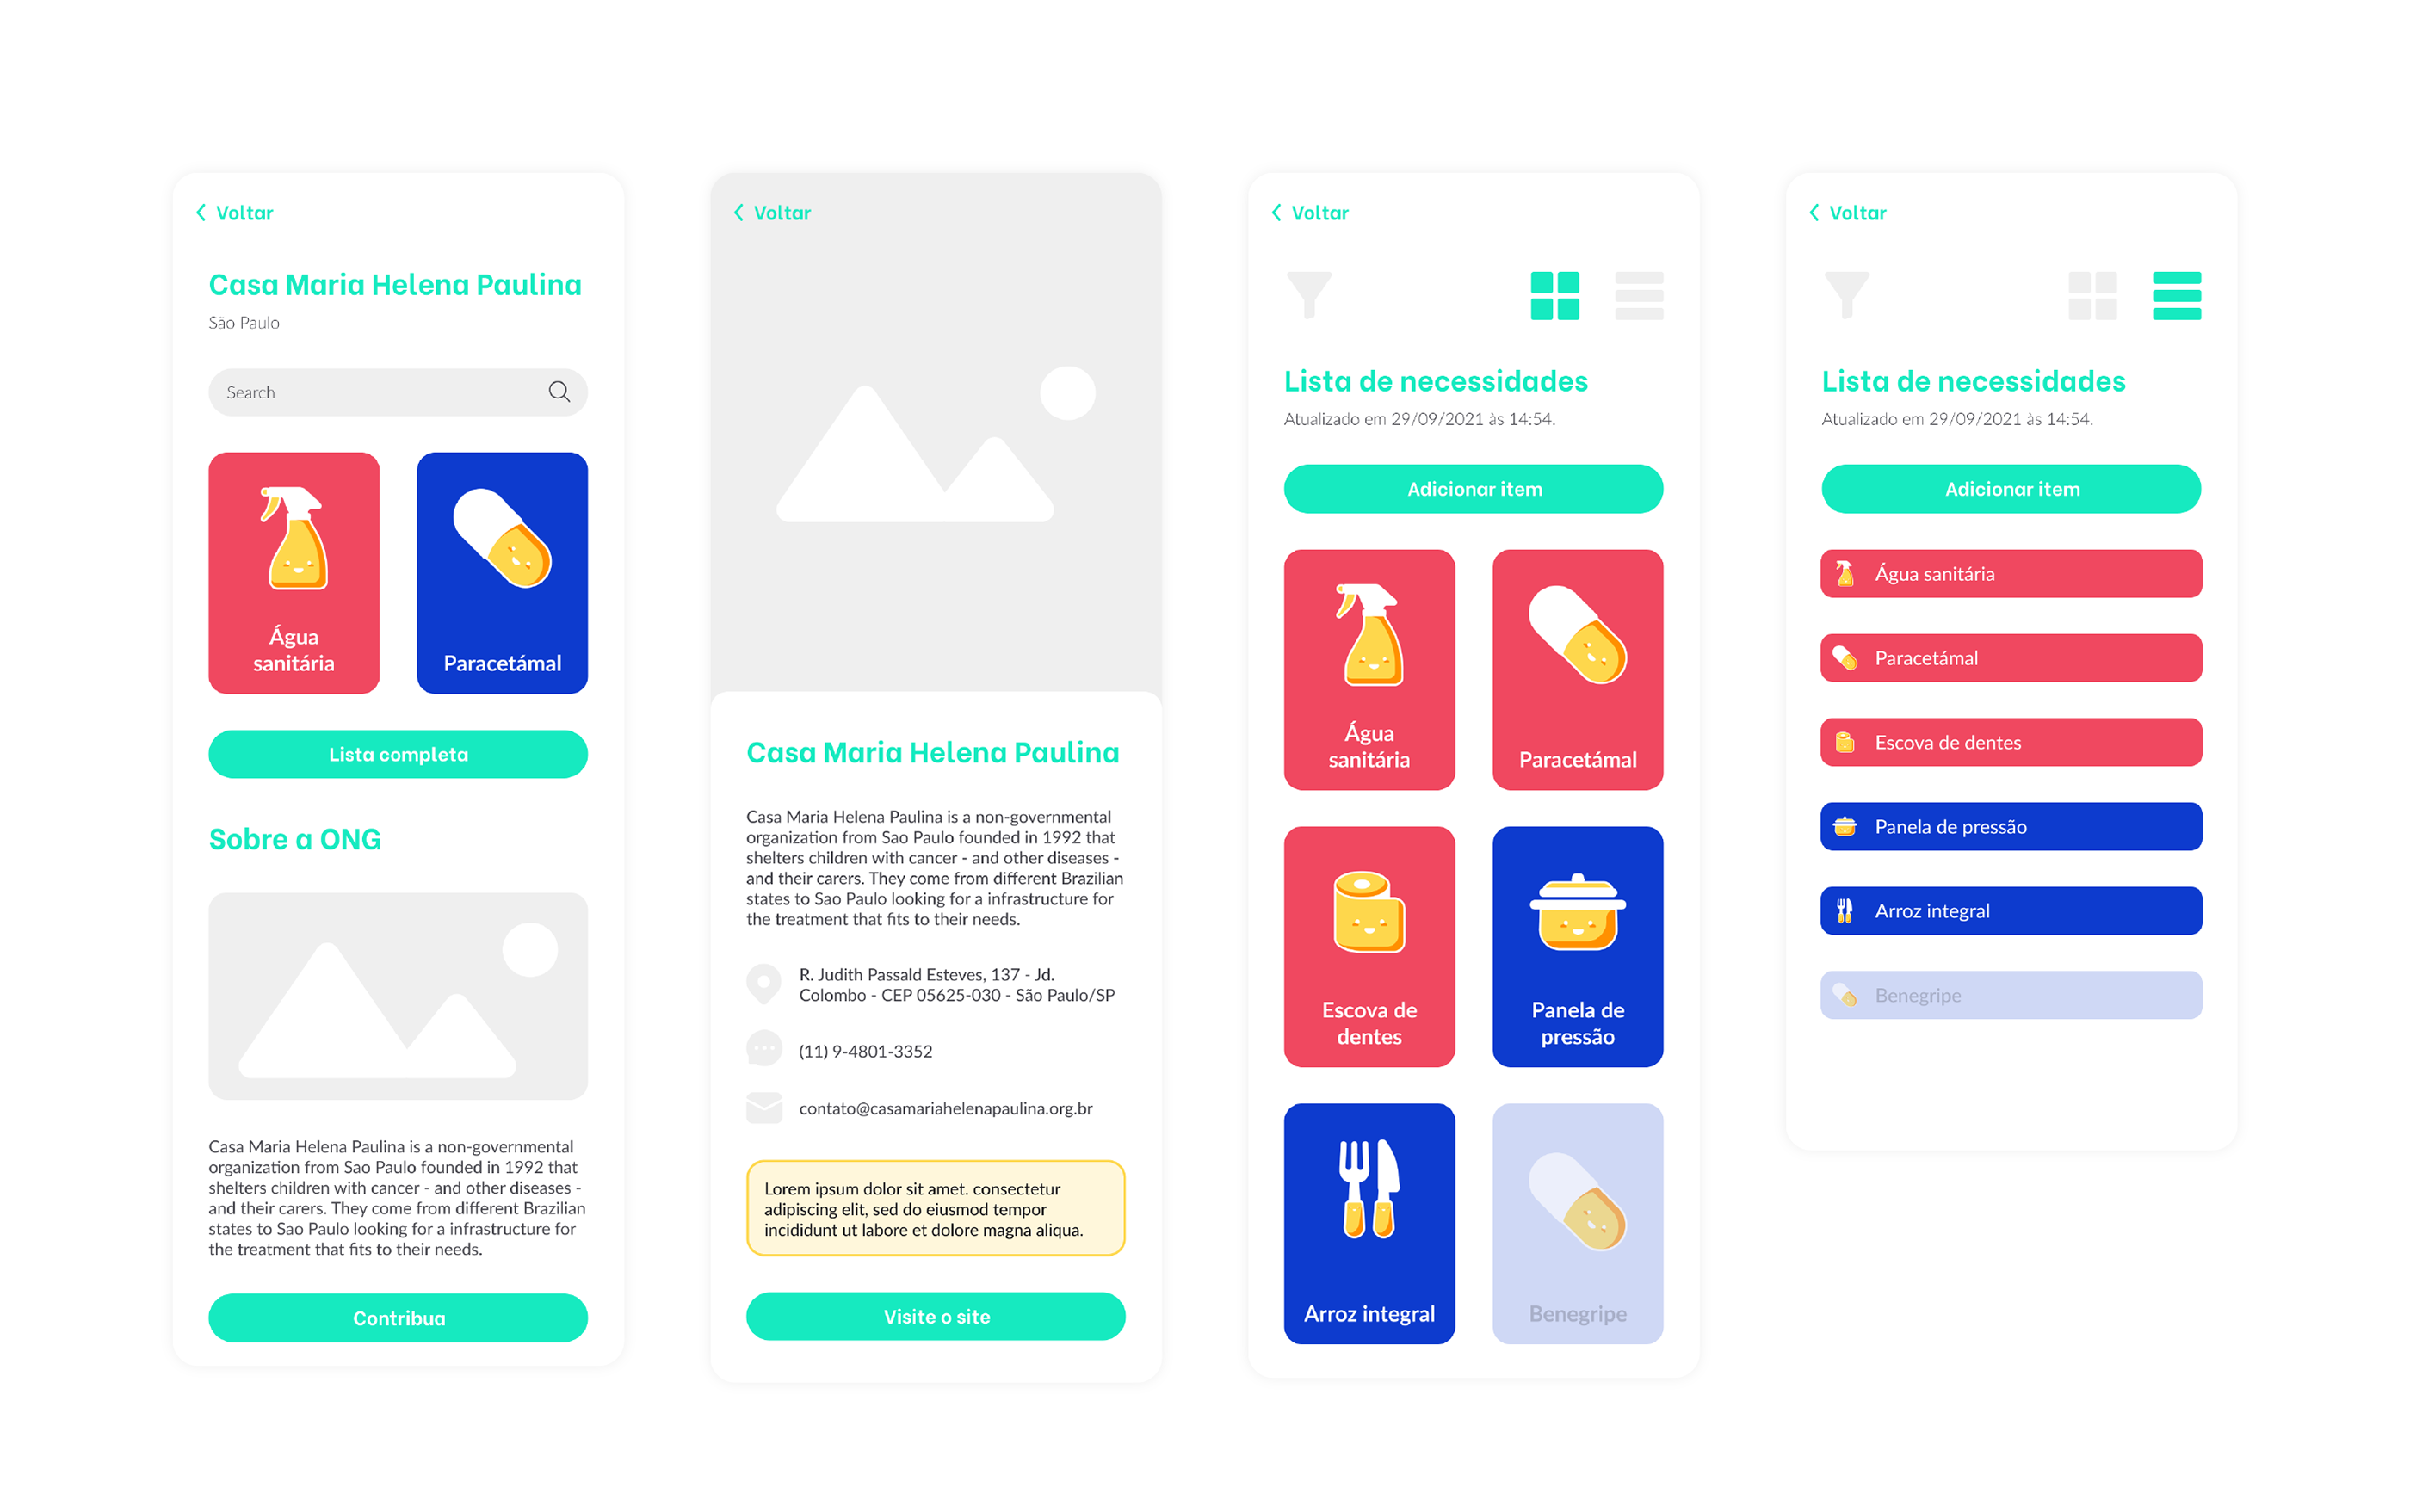 Voltar
Casa Maria Helena Paulina
São Paulo
Search
Água
sanitária
Paracetámal
Lista completa
Sobre a ONG
Casa Maria Helena Paulina is a non-governmental
organization from Sao Paulo founded in 1992 that
shelters children with cancer - and other diseases -
and their carers. They come from different Brazilian
states to Sao Paulo looking for a infrastructure for
the treatment that fits to their needs.
Contribua
Voltar
Casa Maria Helena Paulina
Casa Maria Helena Paulina is a non-governmental
organization from Sao Paulo founded in 1992 that
shelters children with cancer - and other diseases -
and their carers. They come from different Brazilian
states to Sao Paulo looking for a infrastructure for
the treatment that fits to their needs.
R. Judith Passald Esteves, 137 - Jd.
Colombo - CEP 05625-030 - São Paulo/SP
(11) 9-4801-3352
contato@casamariahelenapaulina.org.br
Lorem ipsum dolor sit amet. consectetur
adipiscing elit, sed do eiusmod tempor
incididunt ut labore et dolore magna aliqua.
Visite o site
Voltar
Lista de necessidades
Atualizado em 29/09/2021 às 14:54.
Adicionar item
Água
sanitária
Paracetámal
Escova de
dentes
Panela de
pressão
Arroz integral
Benegripe
Voltar
Lista de necessidades
Atualizado em 29/09/2021 às 14:54.
Adicionar item
Água sanitária
Paracetámal
Escova de dentes
Panela de pressão
Arroz integral
Benegripe